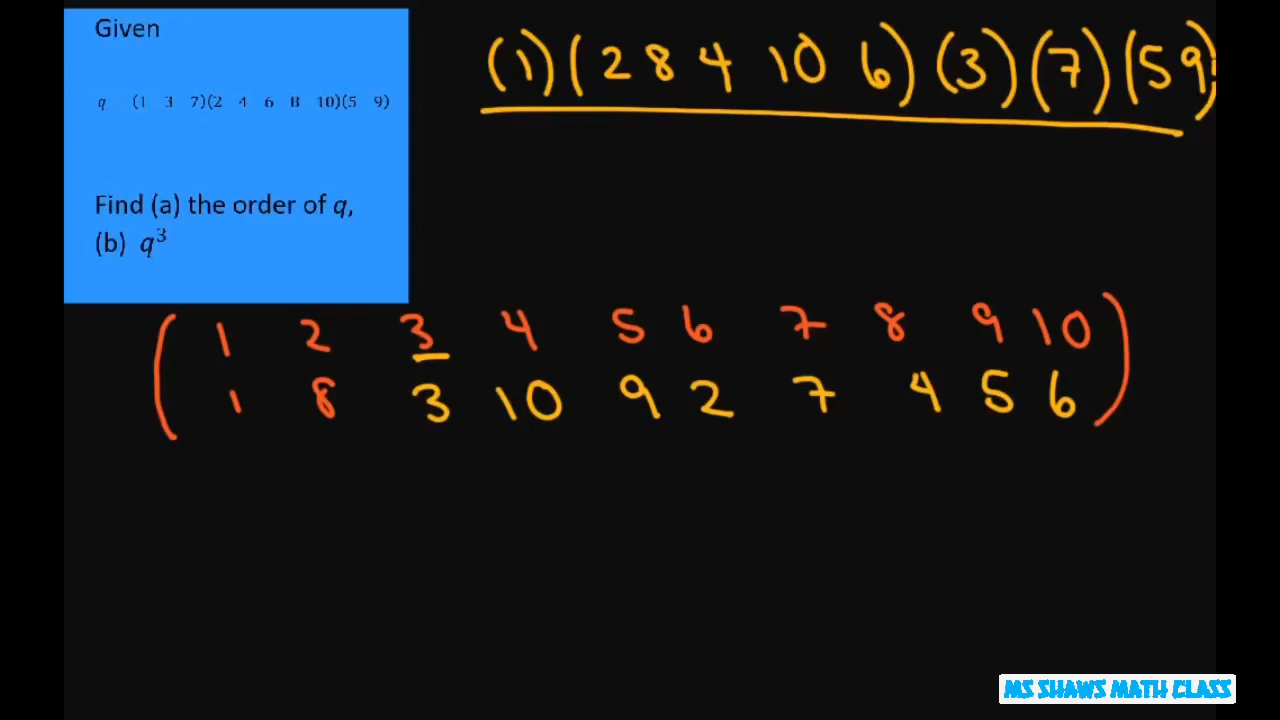 Given
(1)(2 8 4 10 6)(3)(7)(5 9)
q (1 3 7)(2 4 6 8 10)(5 9)
Find (a) the order of q,
(b) q³
( 1 2 3 4 5 6 7 8 9 10 )
1 8 3 10 9 2 7 4 5 6
MS SHAWS MATH CLASS